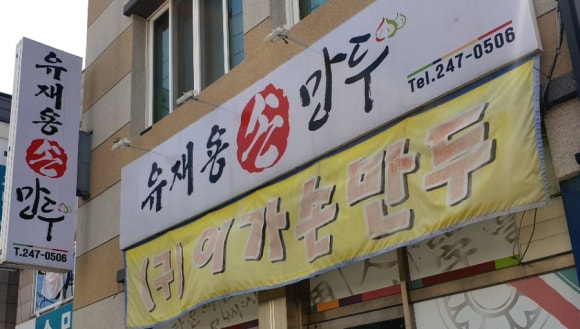 유재용
손
만두
T.247-0506
유재용 손 만두
Tel.247-0506
(구)이가손만두